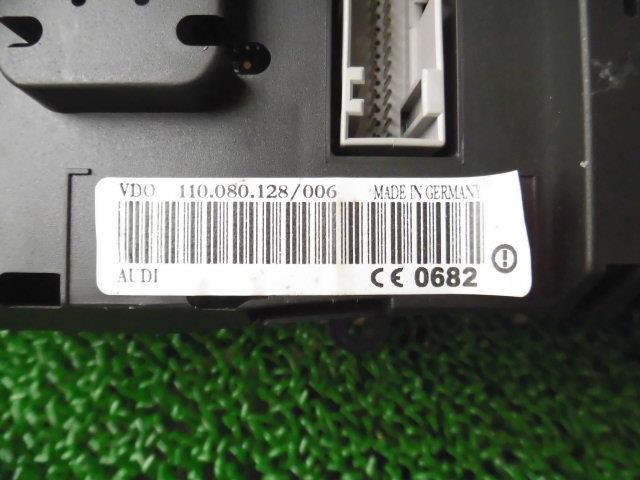 VDO 110.080.128/006 MADE IN GERMANY
AUDI CE 0682